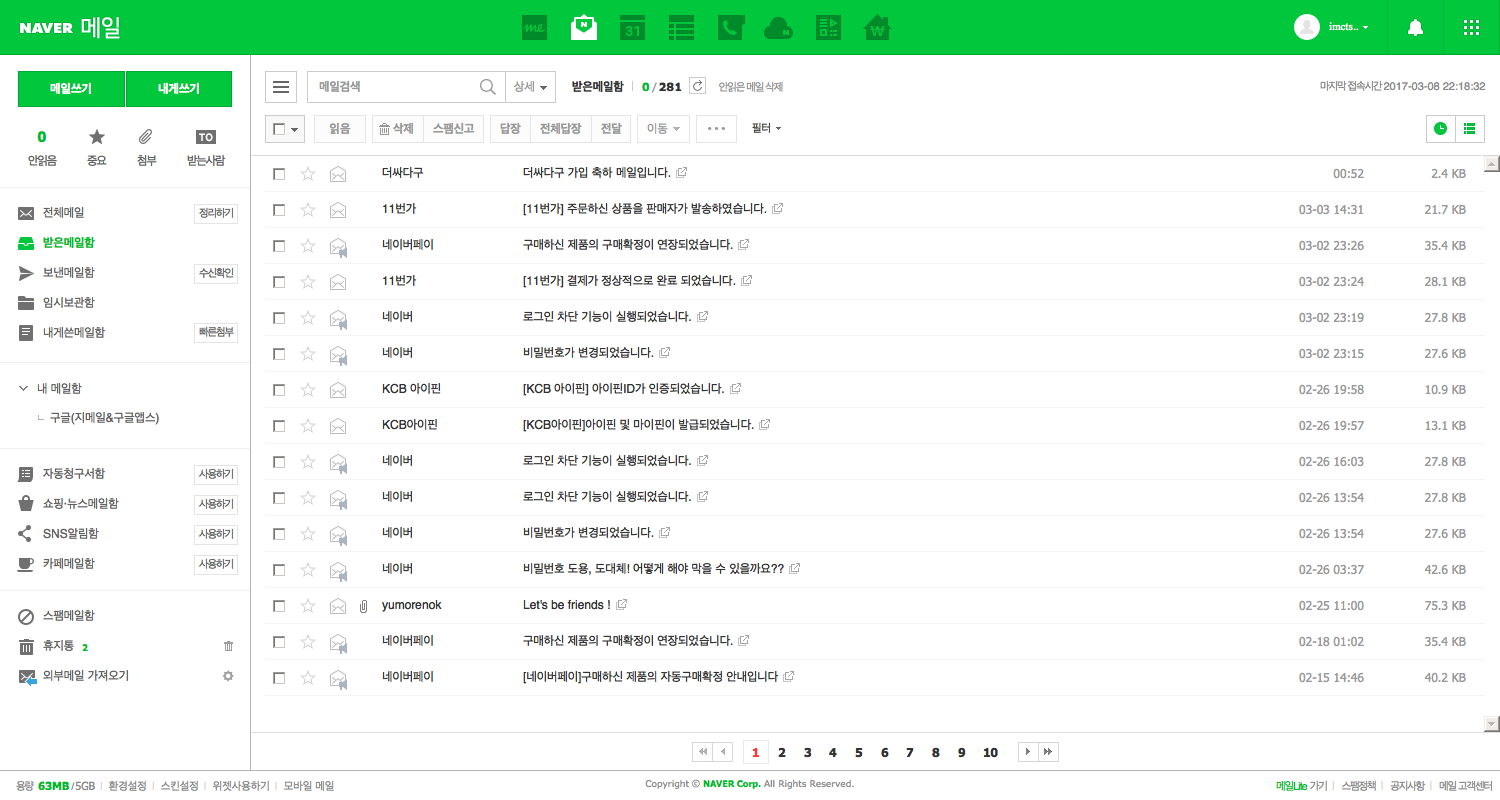 NAVER 메일
me
N
31
N
₩
imcts..
메일쓰기 내게쓰기
0 TO
안읽음 중요 첨부 받는사람
전체메일 정리하기
받은메일함
보낸메일함 수신확인
임시보관함
내게쓴메일함 빠른첨부
내 메일함
구글(지메일&구글앱스)
자동청구서함 사용하기
쇼핑·뉴스메일함 사용하기
SNS알림함 사용하기
카페메일함 사용하기
스팸메일함
휴지통 2
외부메일 가져오기
메일검색 상세 받은메일함 0 / 281 안읽은 메일 삭제 마지막 접속시간 2017-03-08 22:18:32
읽음 삭제 스팸신고 답장 전체답장 전달 이동 ··· 필터
더싸다구 더싸다구 가입 축하 메일입니다. 00:52 2.4 KB
11번가 [11번가] 주문하신 상품을 판매자가 발송하였습니다. 03-03 14:31 21.7 KB
네이버페이 구매하신 제품의 구매확정이 연장되었습니다. 03-02 23:26 35.4 KB
11번가 [11번가] 결제가 정상적으로 완료 되었습니다. 03-02 23:24 28.1 KB
네이버 로그인 차단 기능이 실행되었습니다. 03-02 23:19 27.8 KB
네이버 비밀번호가 변경되었습니다. 03-02 23:15 27.6 KB
KCB 아이핀 [KCB 아이핀] 아이핀ID가 인증되었습니다. 02-26 19:58 10.9 KB
KCB아이핀 [KCB아이핀]아이핀 및 마이핀이 발급되었습니다. 02-26 19:57 13.1 KB
네이버 로그인 차단 기능이 실행되었습니다. 02-26 16:03 27.8 KB
네이버 로그인 차단 기능이 실행되었습니다. 02-26 13:54 27.8 KB
네이버 비밀번호가 변경되었습니다. 02-26 13:54 27.6 KB
네이버 비밀번호 도용, 도대체! 어떻게 해야 막을 수 있을까요?? 02-26 03:37 42.6 KB
yumorenok Let's be friends ! 02-25 11:00 75.3 KB
네이버페이 구매하신 제품의 구매확정이 연장되었습니다. 02-18 01:02 35.4 KB
네이버페이 [네이버페이]구매하신 제품의 자동구매확정 안내입니다 02-15 14:46 40.2 KB
1 2 3 4 5 6 7 8 9 10
용량 63MB/5GB 환경설정 스킨설정 위젯사용하기 모바일 메일 Copyright © NAVER Corp. All Rights Reserved. 메일Lite 가기 스팸정책 공지사항 메일 고객센터